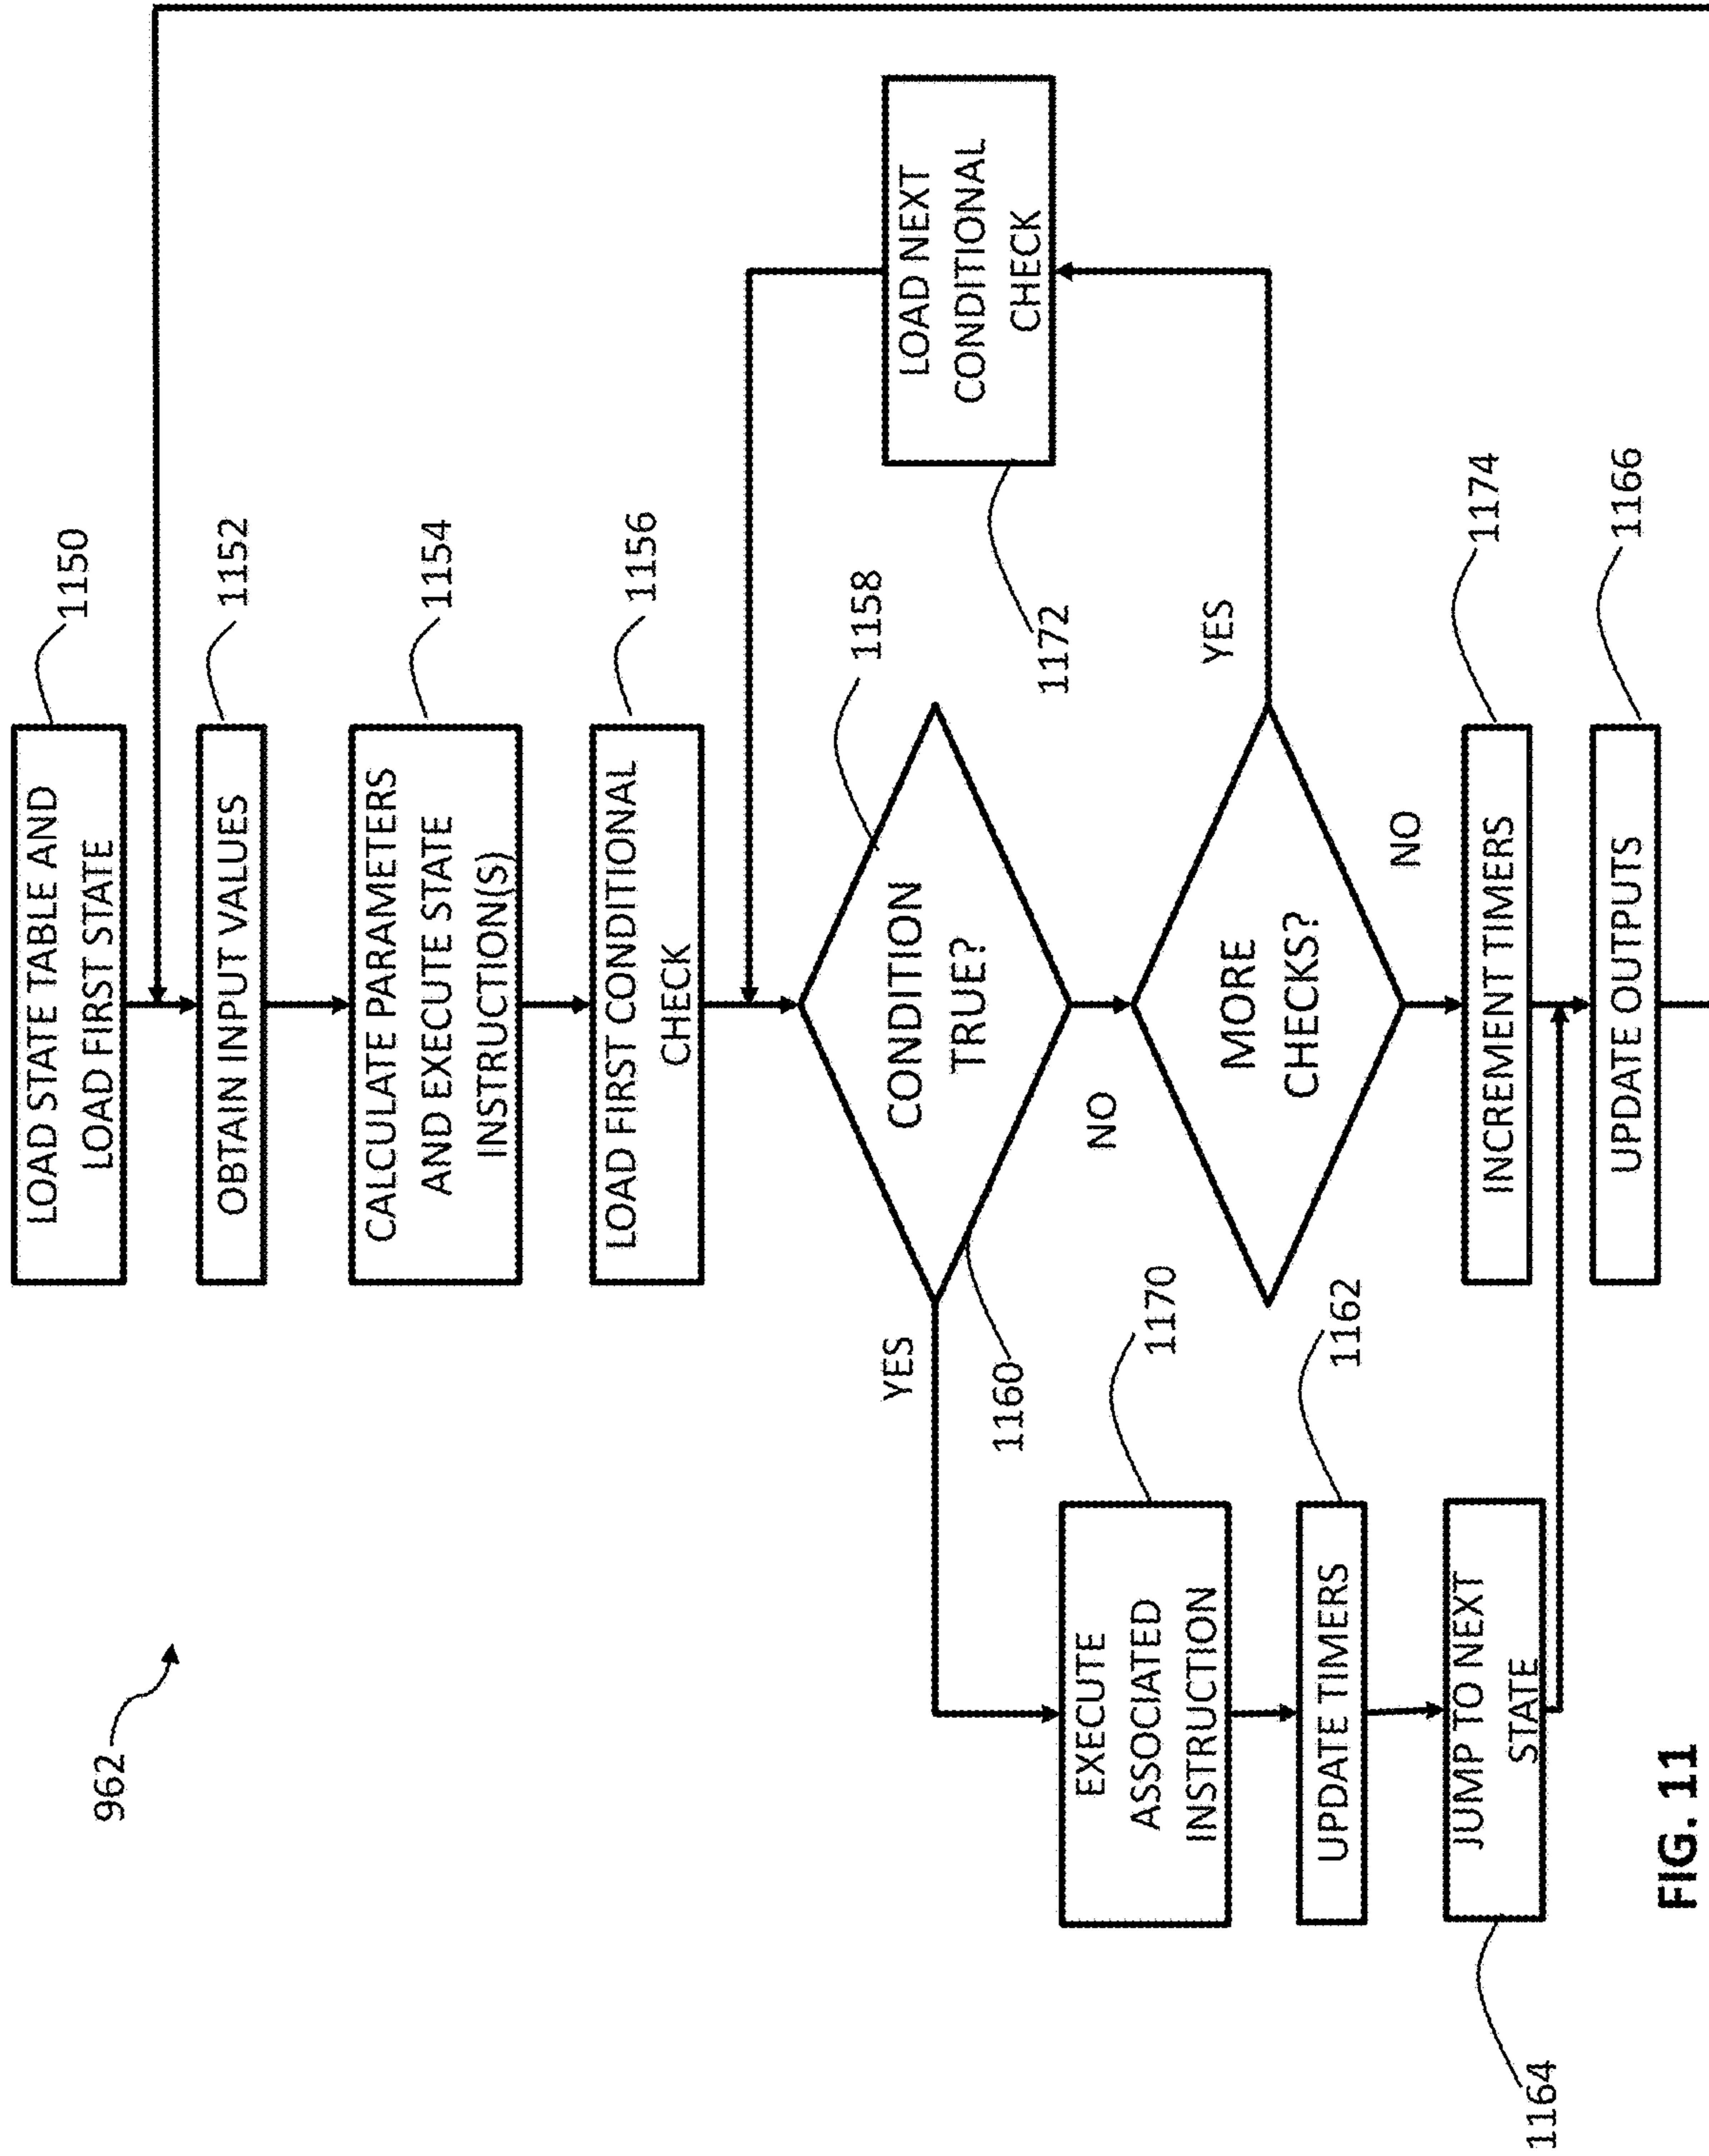 LOAD STATE TABLE AND
LOAD FIRST STATE
1150
OBTAIN INPUT VALUES
1152
CALCULATE PARAMETERS
AND EXECUTE STATE
INSTRUCTION(S)
1154
LOAD FIRST CONDITIONAL
CHECK
1156
CONDITION
TRUE?
1158
1160
YES
NO
LOAD NEXT
CONDITIONAL
CHECK
1172
MORE
CHECKS?
YES
NO
EXECUTE
ASSOCIATED
INSTRUCTION
1170
UPDATE TIMERS
1162
JUMP TO NEXT
STATE
1164
INCREMENT TIMERS
1174
UPDATE OUTPUTS
1166
962
FIG. 11